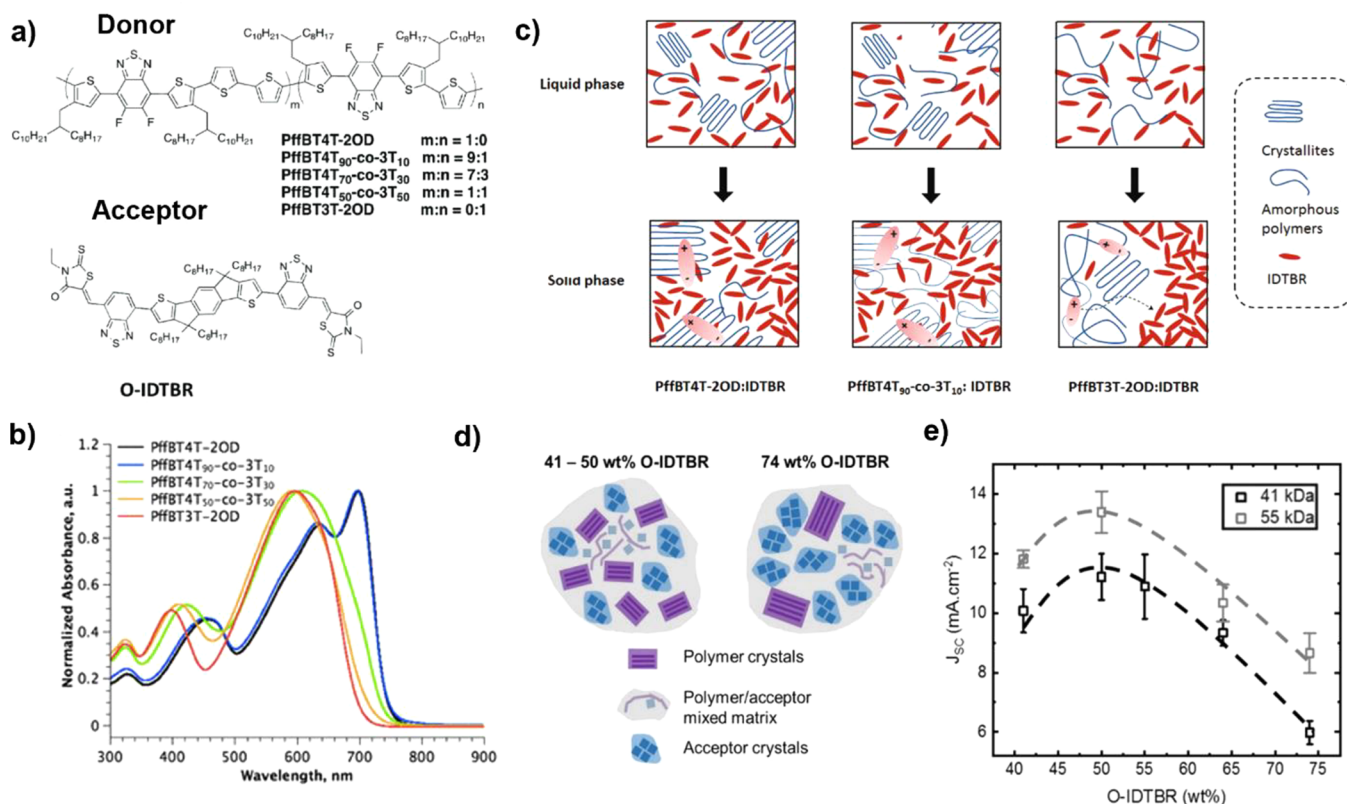 a)
Donor
C₁₀H₂₁
C₈H₁₇
C₈H₁₇
C₁₀H₂₁
N
S
N
S
F
F
S
S
S
S
m
S
F
F
N
S
N
S
S
n
C₁₀H₂₁
C₈H₁₇
F
F
C₈H₁₇
C₁₀H₂₁
PffBT4T-2OD m:n = 1:0
PffBT4T₉₀-co-3T₁₀ m:n = 9:1
PffBT4T₇₀-co-3T₃₀ m:n = 7:3
PffBT4T₅₀-co-3T₅₀ m:n = 1:1
PffBT3T-2OD m:n = 0:1
Acceptor
C₈H₁₇
C₈H₁₇
C₈H₁₇
C₈H₁₇
O-IDTBR
b)
Normalized Absorbance, a.u.
1.2
1
0.8
0.6
0.4
0.2
0
PffBT4T-2OD
PffBT4T₉₀-co-3T₁₀
PffBT4T₇₀-co-3T₃₀
PffBT4T₅₀-co-3T₅₀
PffBT3T-2OD
300 400 500 600 700 800 900
Wavelength, nm
c)
Liquid phase
Solid phase
PffBT4T-2OD:IDTBR
PffBT4T₉₀-co-3T₁₀: IDTBR
PffBT3T-2OD:IDTBR
Crystallites
Amorphous
polymers
IDTBR
d)
41 – 50 wt% O-IDTBR
74 wt% O-IDTBR
Polymer crystals
Polymer/acceptor
mixed matrix
Acceptor crystals
e)
J_SC (mA.cm⁻²)
14
12
10
8
6
41 kDa
55 kDa
40 45 50 55 60 65 70 75
O-IDTBR (wt%)